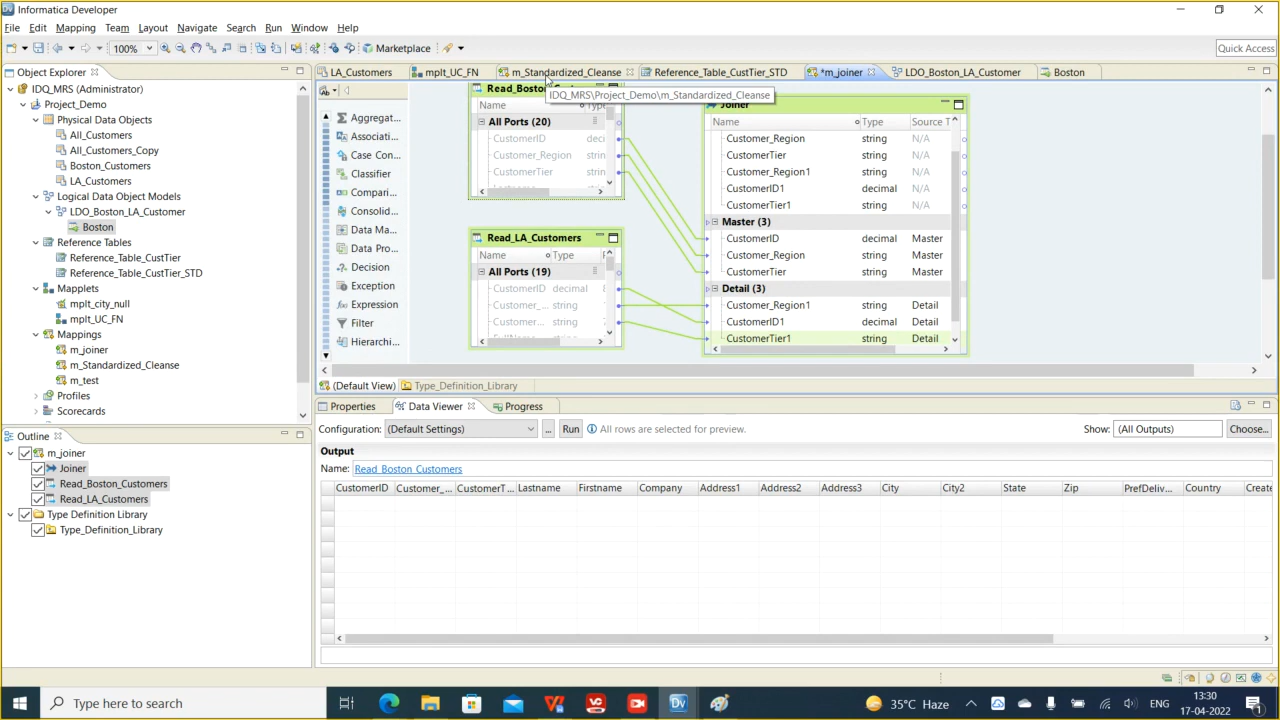 Dv Informatica Developer
File Edit Mapping Team Layout Navigate Search Run Window Help
100% Marketplace Quick Access
Object Explorer
IDQ_MRS (Administrator)
Project_Demo
Physical Data Objects
All_Customers
All_Customers_Copy
Boston_Customers
LA_Customers
Logical Data Object Models
LDO_Boston_LA_Customer
Boston
Reference Tables
Reference_Table_CustTier
Reference_Table_CustTier_STD
Mapplets
mplt_city_null
mplt_UC_FN
Mappings
m_joiner
m_Standardized_Cleanse
m_test
Profiles
Scorecards
Outline
m_joiner
Joiner
Read_Boston_Customers
Read_LA_Customers
Type Definition Library
Type_Definition_Library
LA_Customers mplt_UC_FN m_Standardized_Cleanse Reference_Table_CustTier_STD *m_joiner LDO_Boston_LA_Customer Boston
IDQ_MRS\Project_Demo\m_Standardized_Cleanse
Aggregat...
Associati...
Case Con...
Classifier
Compari...
Consolid...
Data Ma...
Data Pro...
Decision
Exception
Expression
Filter
Hierarchi...
Name
All Ports (20)
CustomerID deci
Customer_Region strin
CustomerTier strin
Read_LA_Customers
Name Type
All Ports (19)
CustomerID decimal
Customer_... string
Customer... string
Joiner
Name Type Source T
Customer_Region string N/A
CustomerTier string N/A
Customer_Region1 string N/A
CustomerID1 decimal N/A
CustomerTier1 string N/A
Master (3)
CustomerID decimal Master
Customer_Region string Master
CustomerTier string Master
Detail (3)
Customer_Region1 string Detail
CustomerID1 decimal Detail
CustomerTier1 string Detail
(Default View) Type_Definition_Library
Properties Data Viewer Progress
Configuration: (Default Settings) ... Run All rows are selected for preview. Show: (All Outputs) Choose...
Output
Name: Read_Boston_Customers
CustomerID Customer_... CustomerT... Lastname Firstname Company Address1 Address2 Address3 City City2 State Zip PrefDeliv... Country Create
Type here to search
Dv
35°C Haze
ENG
13:30
17-04-2022
1